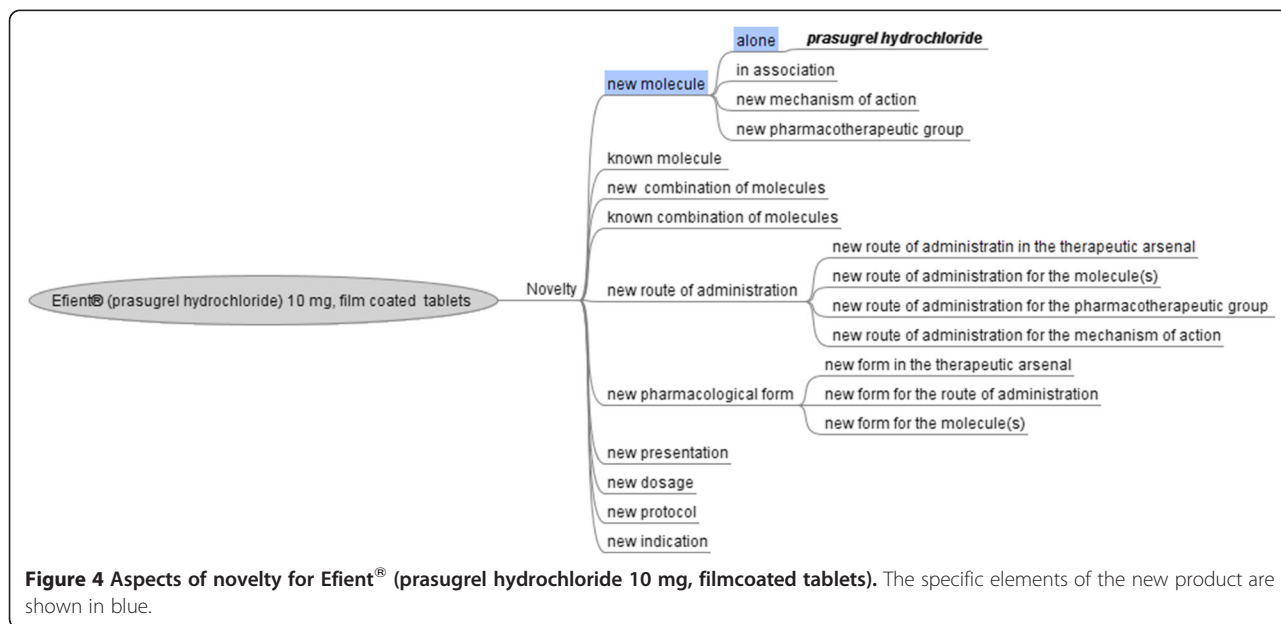 alone
prasugrel hydrochloride
new molecule
in association
new mechanism of action
new pharmacotherapeutic group
known molecule
new combination of molecules
known combination of molecules
new route of administratin in the therapeutic arsenal
new route of administration for the molecule(s)
Efient® (prasugrel hydrochloride) 10 mg, film coated tablets
Novelty
new route of administration
new route of administration for the pharmacotherapeutic group
new route of administration for the mechanism of action
new form in the therapeutic arsenal
new pharmacological form
new form for the route of administration
new form for the molecule(s)
new presentation
new dosage
new protocol
new indication
Figure 4 Aspects of novelty for Efient® (prasugrel hydrochloride 10 mg, filmcoated tablets). The specific elements of the new product are
shown in blue.